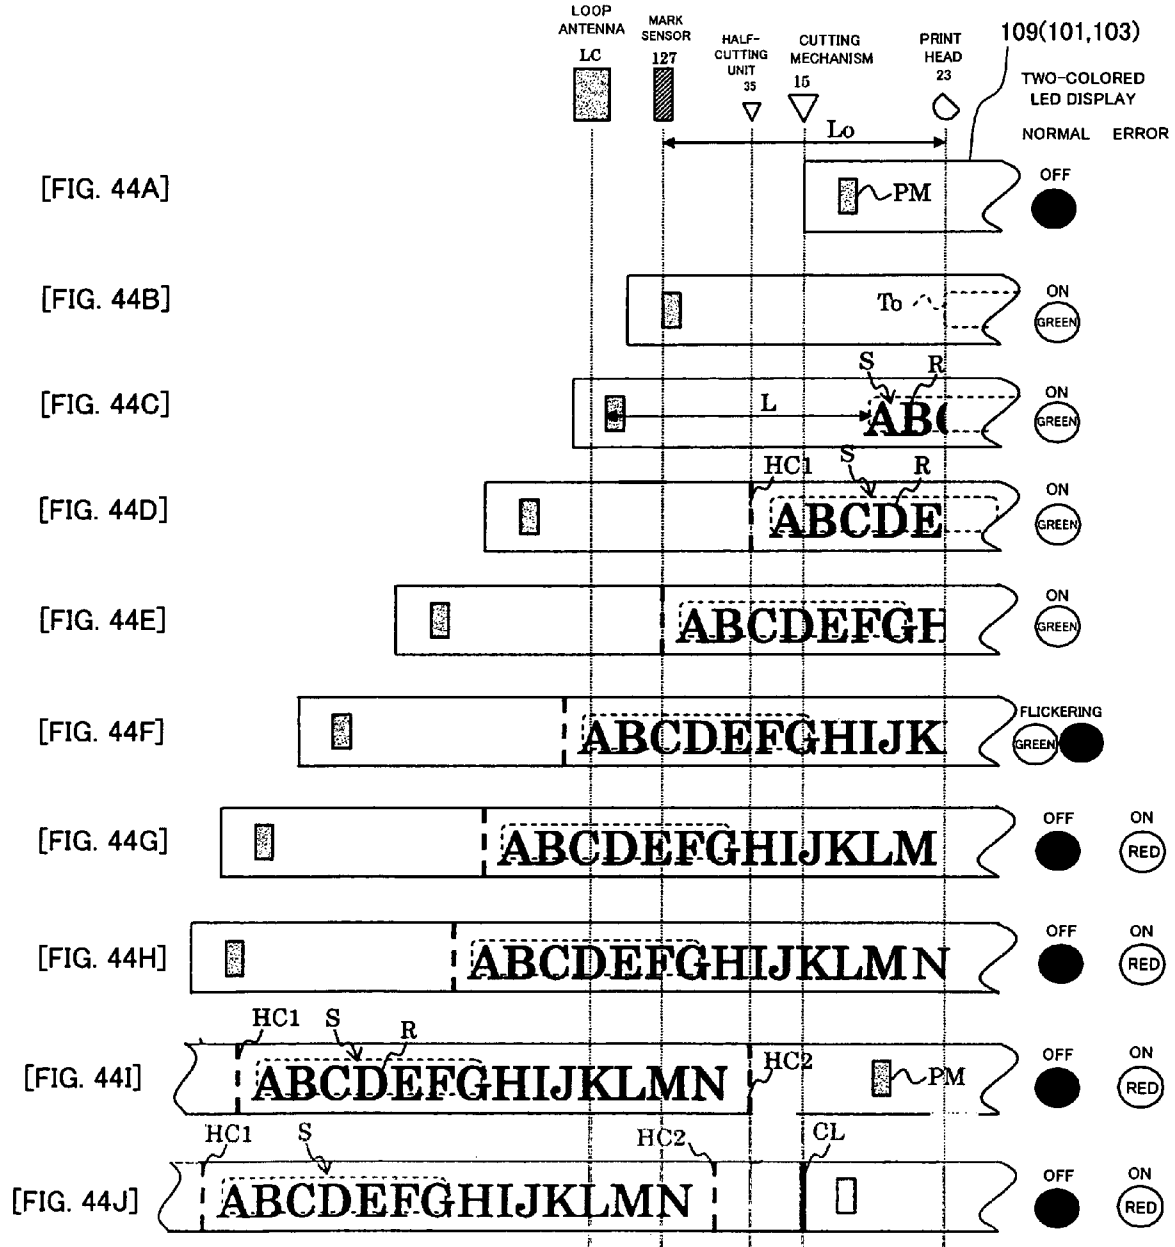 LOOP
ANTENNA
LC
MARK
SENSOR
127
HALF-
CUTTING
UNIT
35
CUTTING
MECHANISM
15
PRINT
HEAD
23
109(101,103)
TWO-COLORED
LED DISPLAY
NORMAL ERROR
Lo
[FIG. 44A]
PM
OFF
[FIG. 44B]
To
ON
GREEN
[FIG. 44C]
L
S
R
ABC
ON
GREEN
[FIG. 44D]
HC1
S
R
ABCDE
ON
GREEN
[FIG. 44E]
ABCDEFGH
ON
GREEN
[FIG. 44F]
ABCDEFGHIJK
FLICKERING
GREEN
[FIG. 44G]
ABCDEFGHIJKLM
OFF ON
RED
[FIG. 44H]
ABCDEFGHIJKLMN
OFF ON
RED
[FIG. 44I]
HC1
S
R
ABCDEFGHIJKLMN
HC2
PM
OFF ON
RED
[FIG. 44J]
HC1
S
ABCDEFGHIJKLMN
HC2
CL
OFF ON
RED